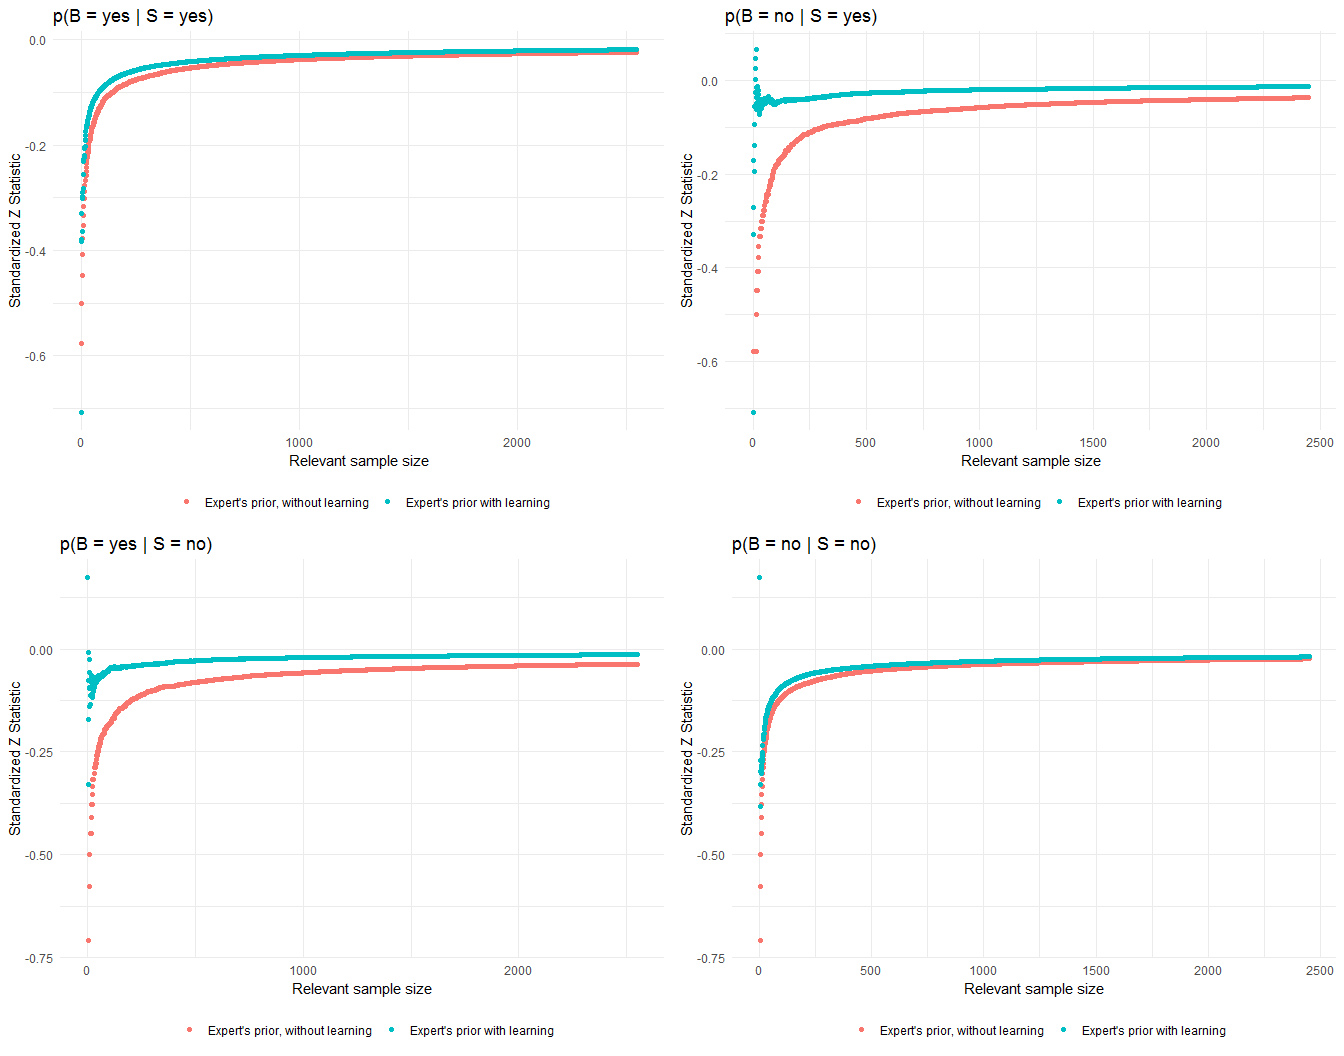 p(B = yes | S = yes)
0.0
-0.2
-0.4
-0.6
Standardized Z Statistic
0 1000 2000
Relevant sample size
Expert's prior, without learning Expert's prior with learning
p(B = no | S = yes)
0.0
-0.2
-0.4
-0.6
Standardized Z Statistic
0 500 1000 1500 2000 2500
Relevant sample size
Expert's prior, without learning Expert's prior with learning
p(B = yes | S = no)
0.00
-0.25
-0.50
-0.75
Standardized Z Statistic
0 1000 2000
Relevant sample size
Expert's prior, without learning Expert's prior with learning
p(B = no | S = no)
0.00
-0.25
-0.50
-0.75
Standardized Z Statistic
0 500 1000 1500 2000 2500
Relevant sample size
Expert's prior, without learning Expert's prior with learning